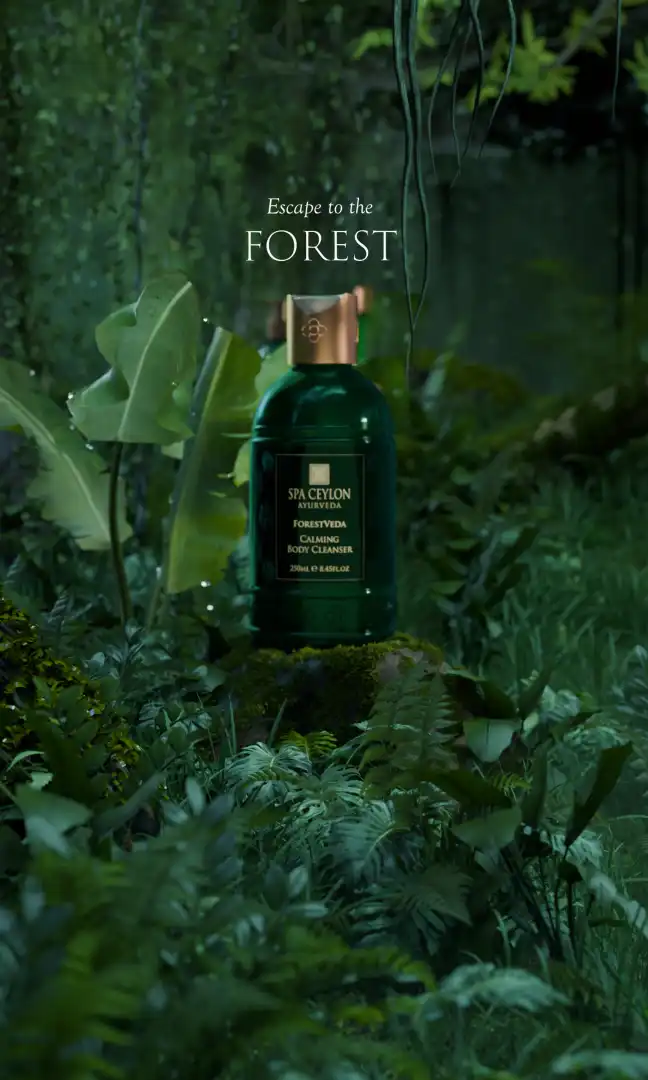 Escape to the
FOREST
SPA CEYLON
AYURVEDA
FORESTVEDA
CALMING
BODY CLEANSER
250ML ℮ 8.45FL.OZ